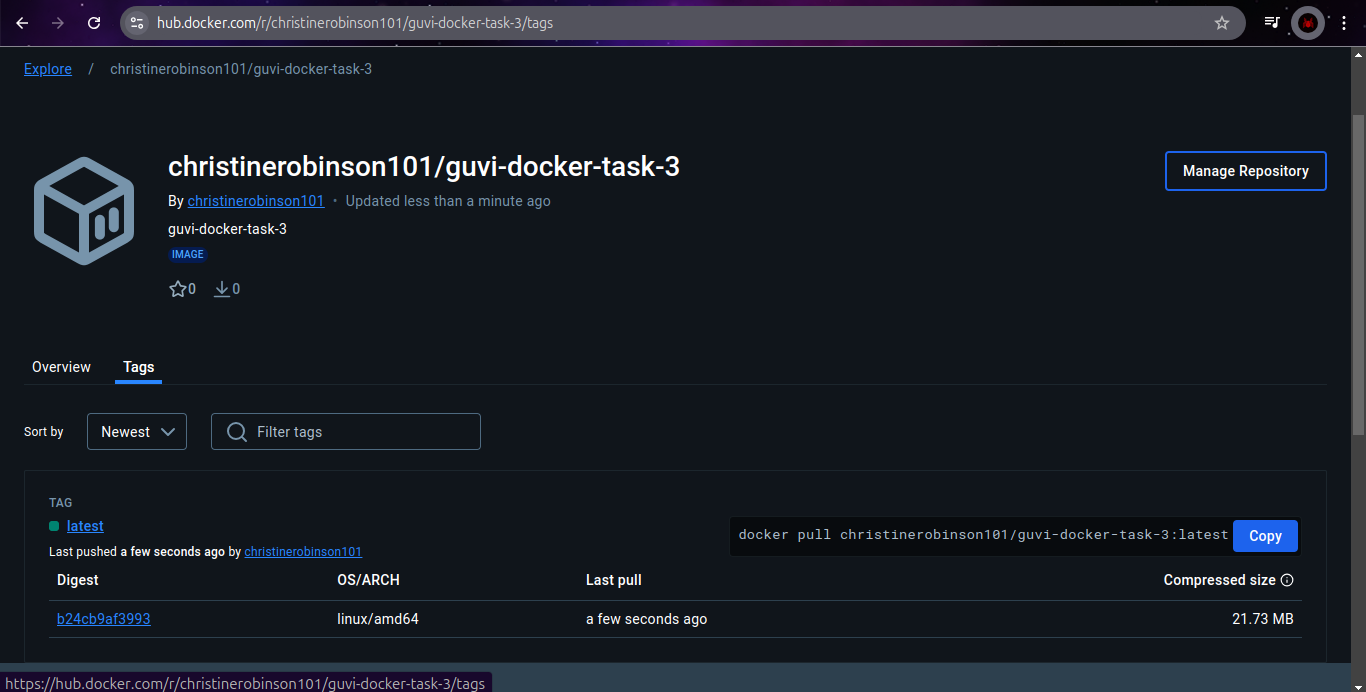 hub.docker.com/r/christinerobinson101/guvi-docker-task-3/tags
Explore / christinerobinson101/guvi-docker-task-3
christinerobinson101/guvi-docker-task-3
Manage Repository
By christinerobinson101 • Updated less than a minute ago
guvi-docker-task-3
IMAGE
0 0
Overview Tags
Sort by Newest Filter tags
TAG
latest
docker pull christinerobinson101/guvi-docker-task-3:latest Copy
Last pushed a few seconds ago by christinerobinson101
Digest OS/ARCH Last pull Compressed size
b24cb9af3993 linux/amd64 a few seconds ago 21.73 MB
https://hub.docker.com/r/christinerobinson101/guvi-docker-task-3/tags